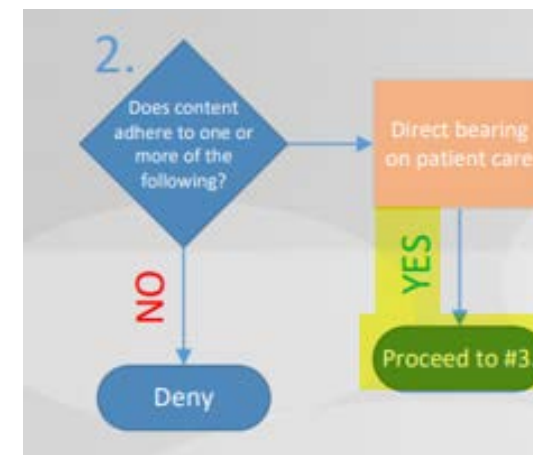 2.
Does content
adhere to one or
more of the
following?
Direct bearing
on patient care
NO
YES
Proceed to #3
Deny